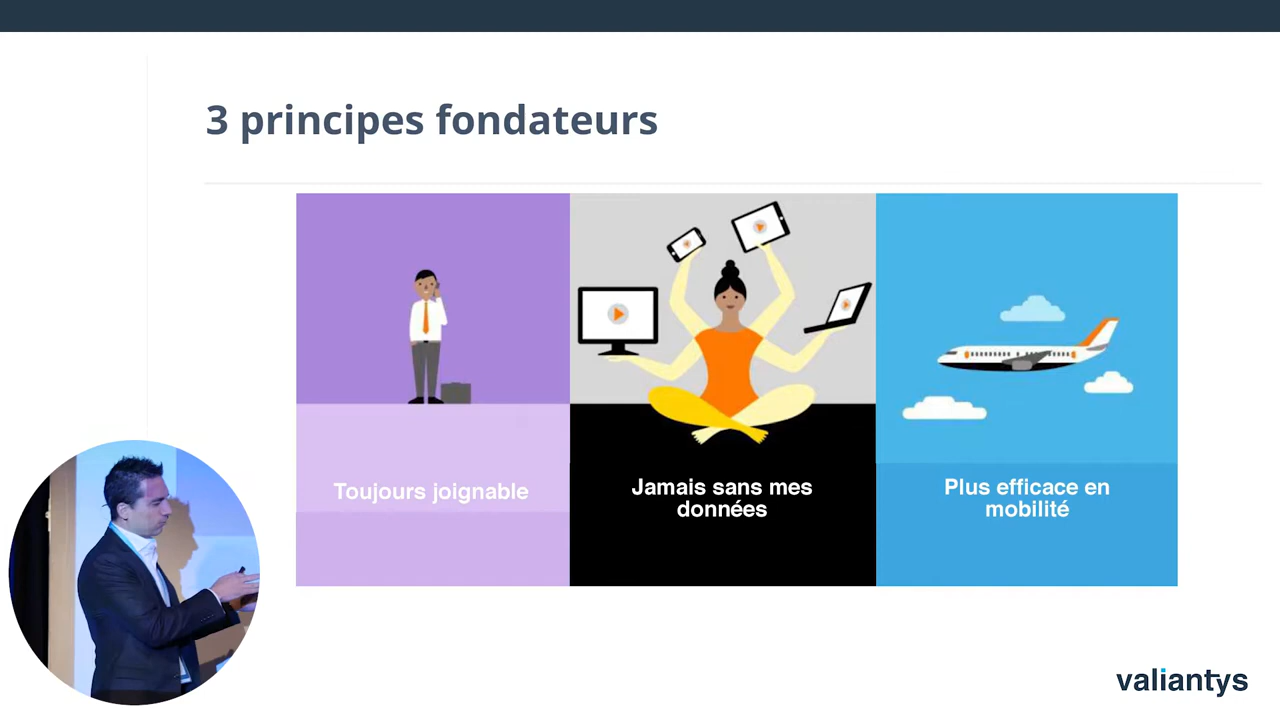 3 principes fondateurs
Toujours joignable
Jamais sans mes
données
Plus efficace en
mobilité
valiantys